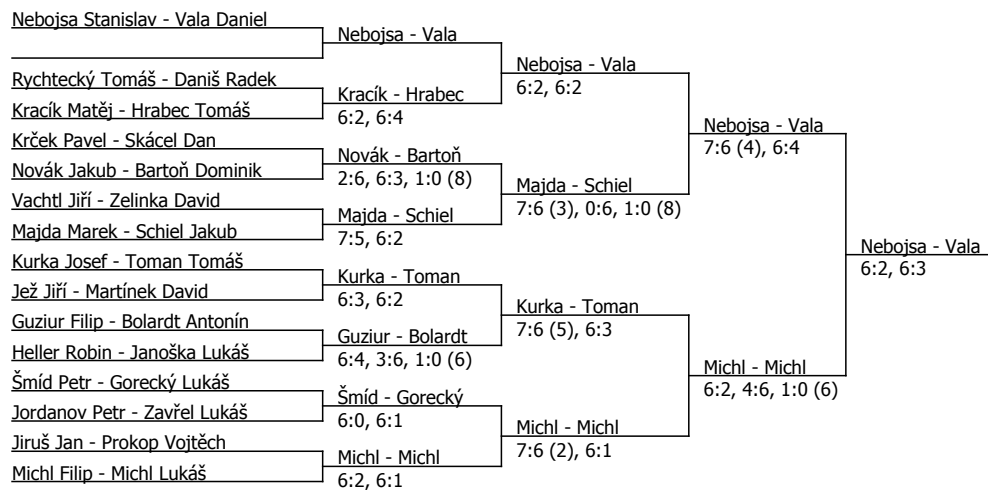 Nebojsa Stanislav - Vala Daniel
Nebojsa - Vala
Nebojsa - Vala
6:2, 6:2
Rychtecký Tomáš - Daniš Radek
Kracík - Hrabec
6:2, 6:4
Kracík Matěj - Hrabec Tomáš
Nebojsa - Vala
7:6 (4), 6:4
Krček Pavel - Skácel Dan
Novák - Bartoň
2:6, 6:3, 1:0 (8)
Novák Jakub - Bartoň Dominik
Majda - Schiel
7:6 (3), 0:6, 1:0 (8)
Vachtl Jiří - Zelinka David
Majda - Schiel
7:5, 6:2
Majda Marek - Schiel Jakub
Nebojsa - Vala
6:2, 6:3
Kurka Josef - Toman Tomáš
Kurka - Toman
6:3, 6:2
Jež Jiří - Martínek David
Kurka - Toman
7:6 (5), 6:3
Guziur Filip - Bolardt Antonín
Guziur - Bolardt
6:4, 3:6, 1:0 (6)
Heller Robin - Janoška Lukáš
Michl - Michl
6:2, 4:6, 1:0 (6)
Šmíd Petr - Gorecký Lukáš
Šmíd - Gorecký
6:0, 6:1
Jordanov Petr - Zavřel Lukáš
Michl - Michl
7:6 (2), 6:1
Jiruš Jan - Prokop Vojtěch
Michl - Michl
6:2, 6:1
Michl Filip - Michl Lukáš